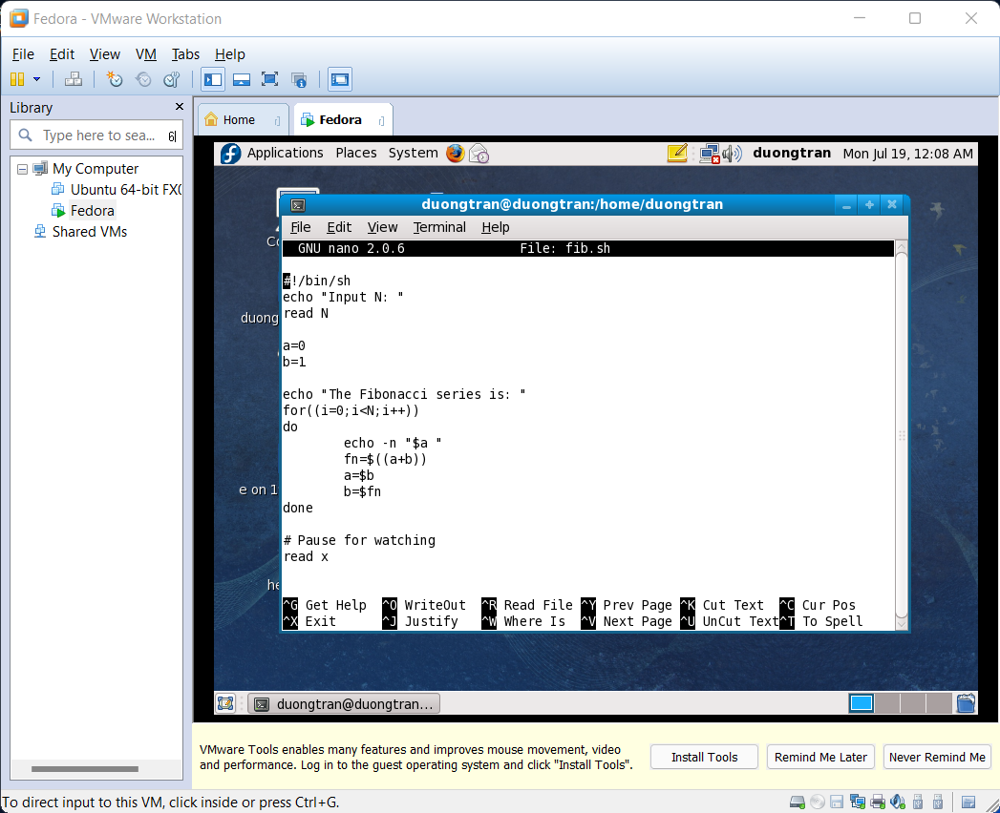 Fedora - VMware Workstation
File Edit View VM Tabs Help
Library
Type here to sea...
My Computer
Ubuntu 64-bit FX
Fedora
Shared VMs
Home
Fedora
Applications Places System
duongtran Mon Jul 19, 12:08 AM
duongtran@duongtran:/home/duongtran
File Edit View Terminal Help
GNU nano 2.0.6 File: fib.sh
#!/bin/sh
echo "Input N: "
read N
a=0
b=1
echo "The Fibonacci series is: "
for((i=0;i<N;i++))
do
echo -n "$a "
fn=$((a+b))
a=$b
b=$fn
done
# Pause for watching
read x
^G Get Help ^O WriteOut ^R Read File ^Y Prev Page ^K Cut Text ^C Cur Pos
^X Exit ^J Justify ^W Where Is ^V Next Page ^U UnCut Text ^T To Spell
duong
e on 1
duongtran@duongtran...
VMware Tools enables many features and improves mouse movement, video
and performance. Log in to the guest operating system and click "Install Tools".
Install Tools
Remind Me Later
Never Remind Me
To direct input to this VM, click inside or press Ctrl+G.